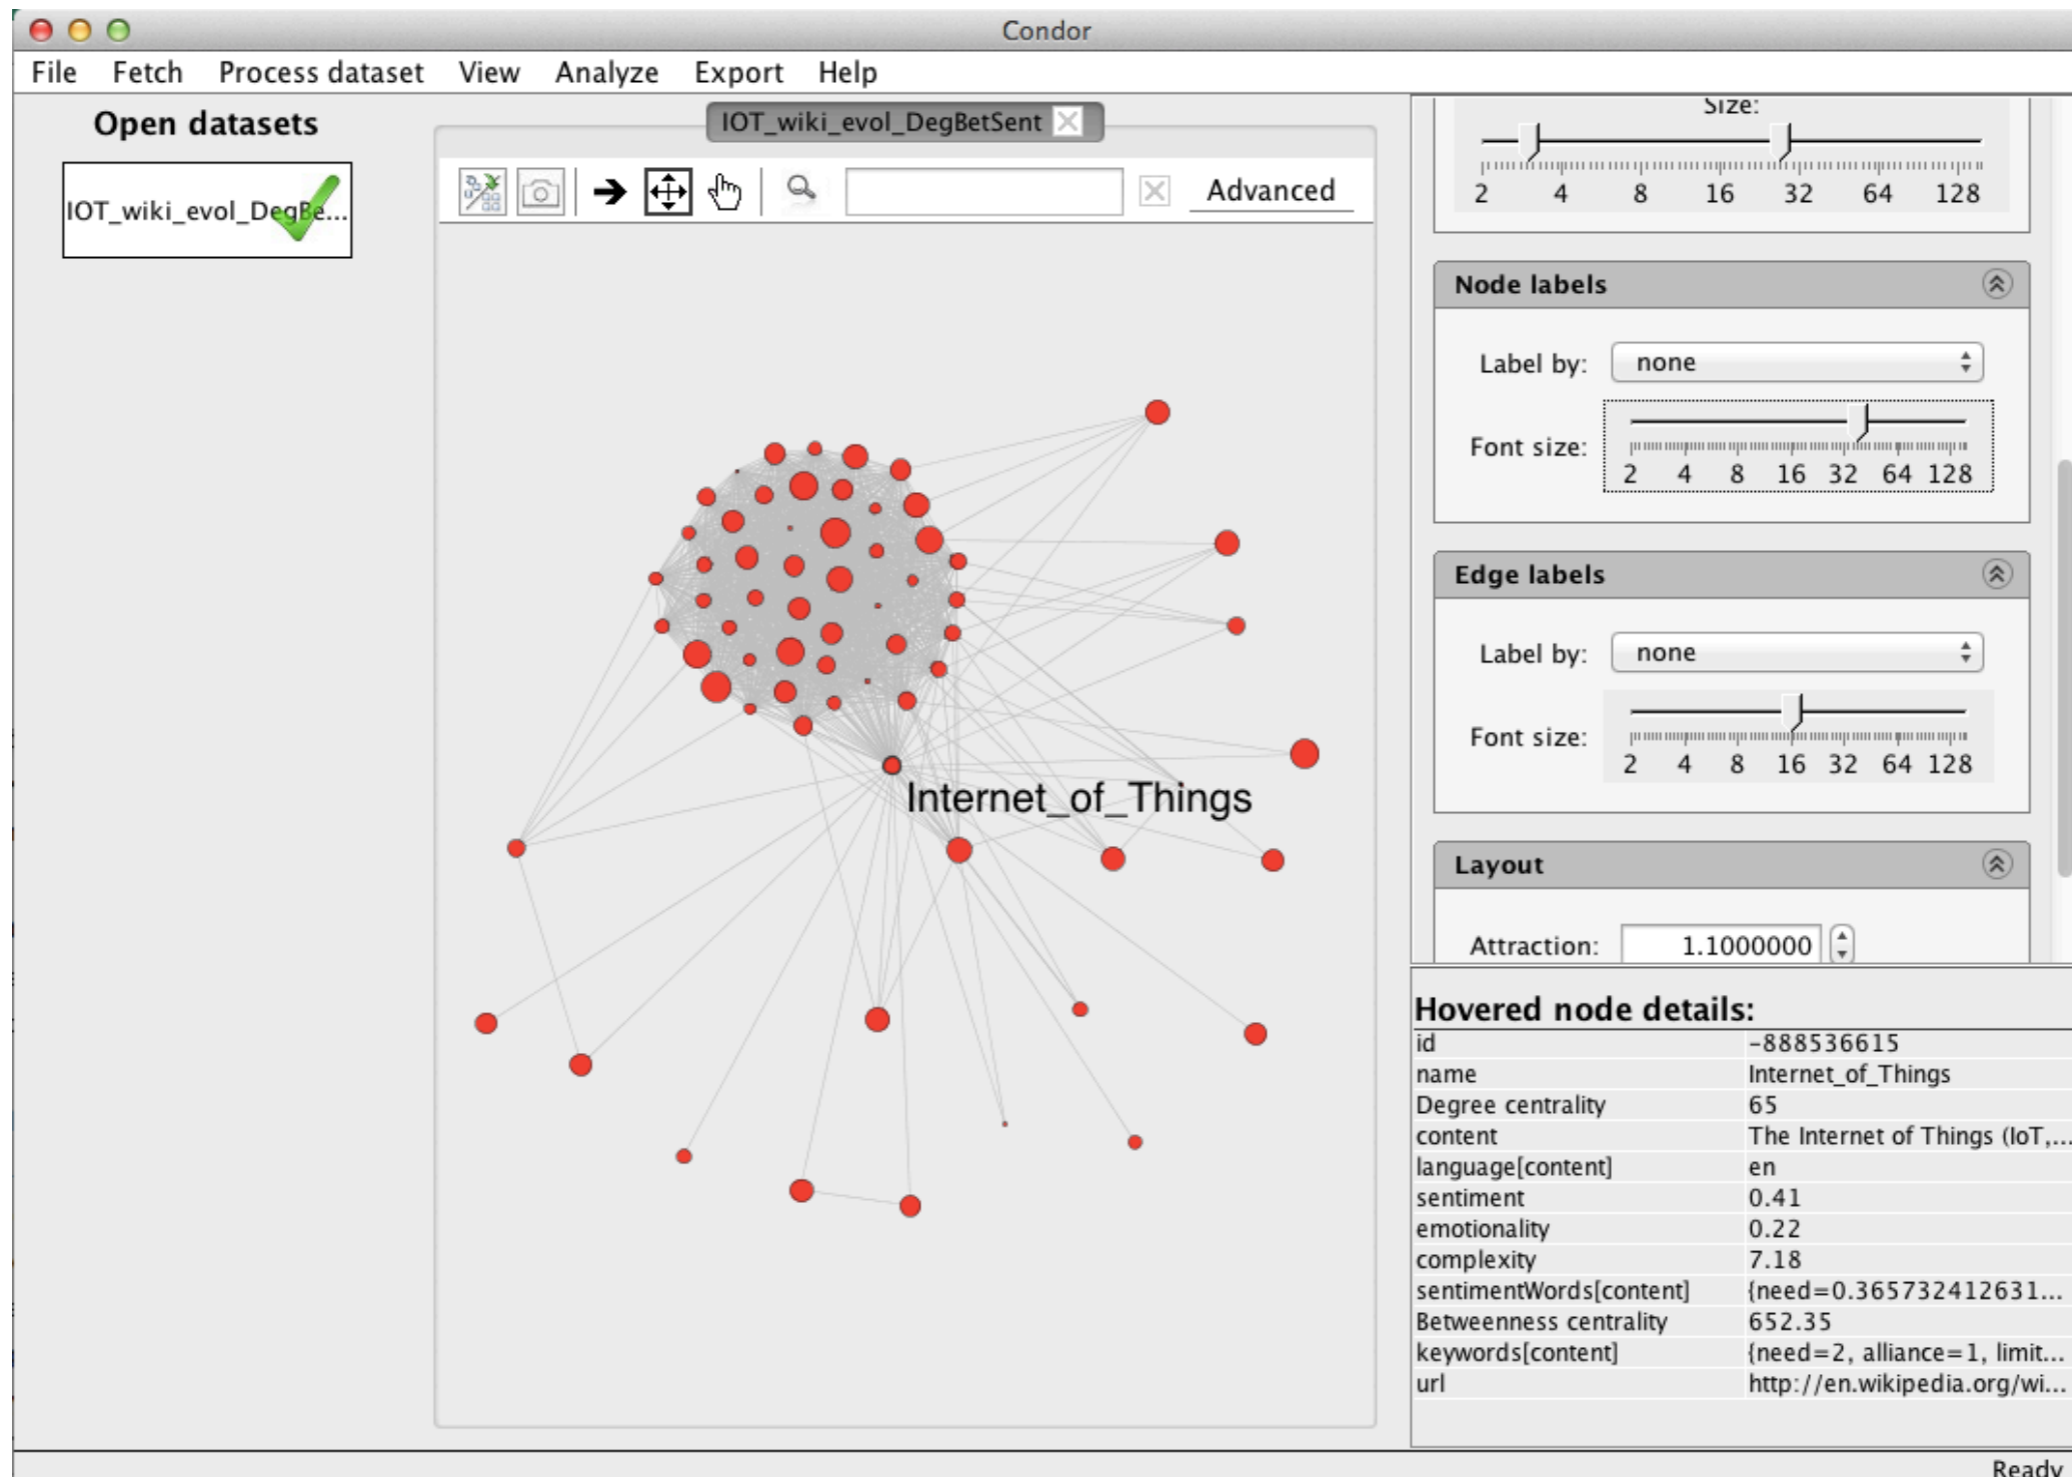 Condor
File Fetch Process dataset View Analyze Export Help
Open datasets
IOT_wiki_evol_DegBe...
IOT_wiki_evol_DegBetSent
Advanced
Internet_of_Things
Size:
2 4 8 16 32 64 128
Node labels
Label by: none
Font size:
2 4 8 16 32 64 128
Edge labels
Label by: none
Font size:
2 4 8 16 32 64 128
Layout
Attraction: 1.1000000
Hovered node details:
id -888536615
name Internet_of_Things
Degree centrality 65
content The Internet of Things (IoT,...
language[content] en
sentiment 0.41
emotionality 0.22
complexity 7.18
sentimentWords[content] {need=0.365732412631...
Betweenness centrality 652.35
keywords[content] {need=2, alliance=1, limit...
url http://en.wikipedia.org/wi...
Ready